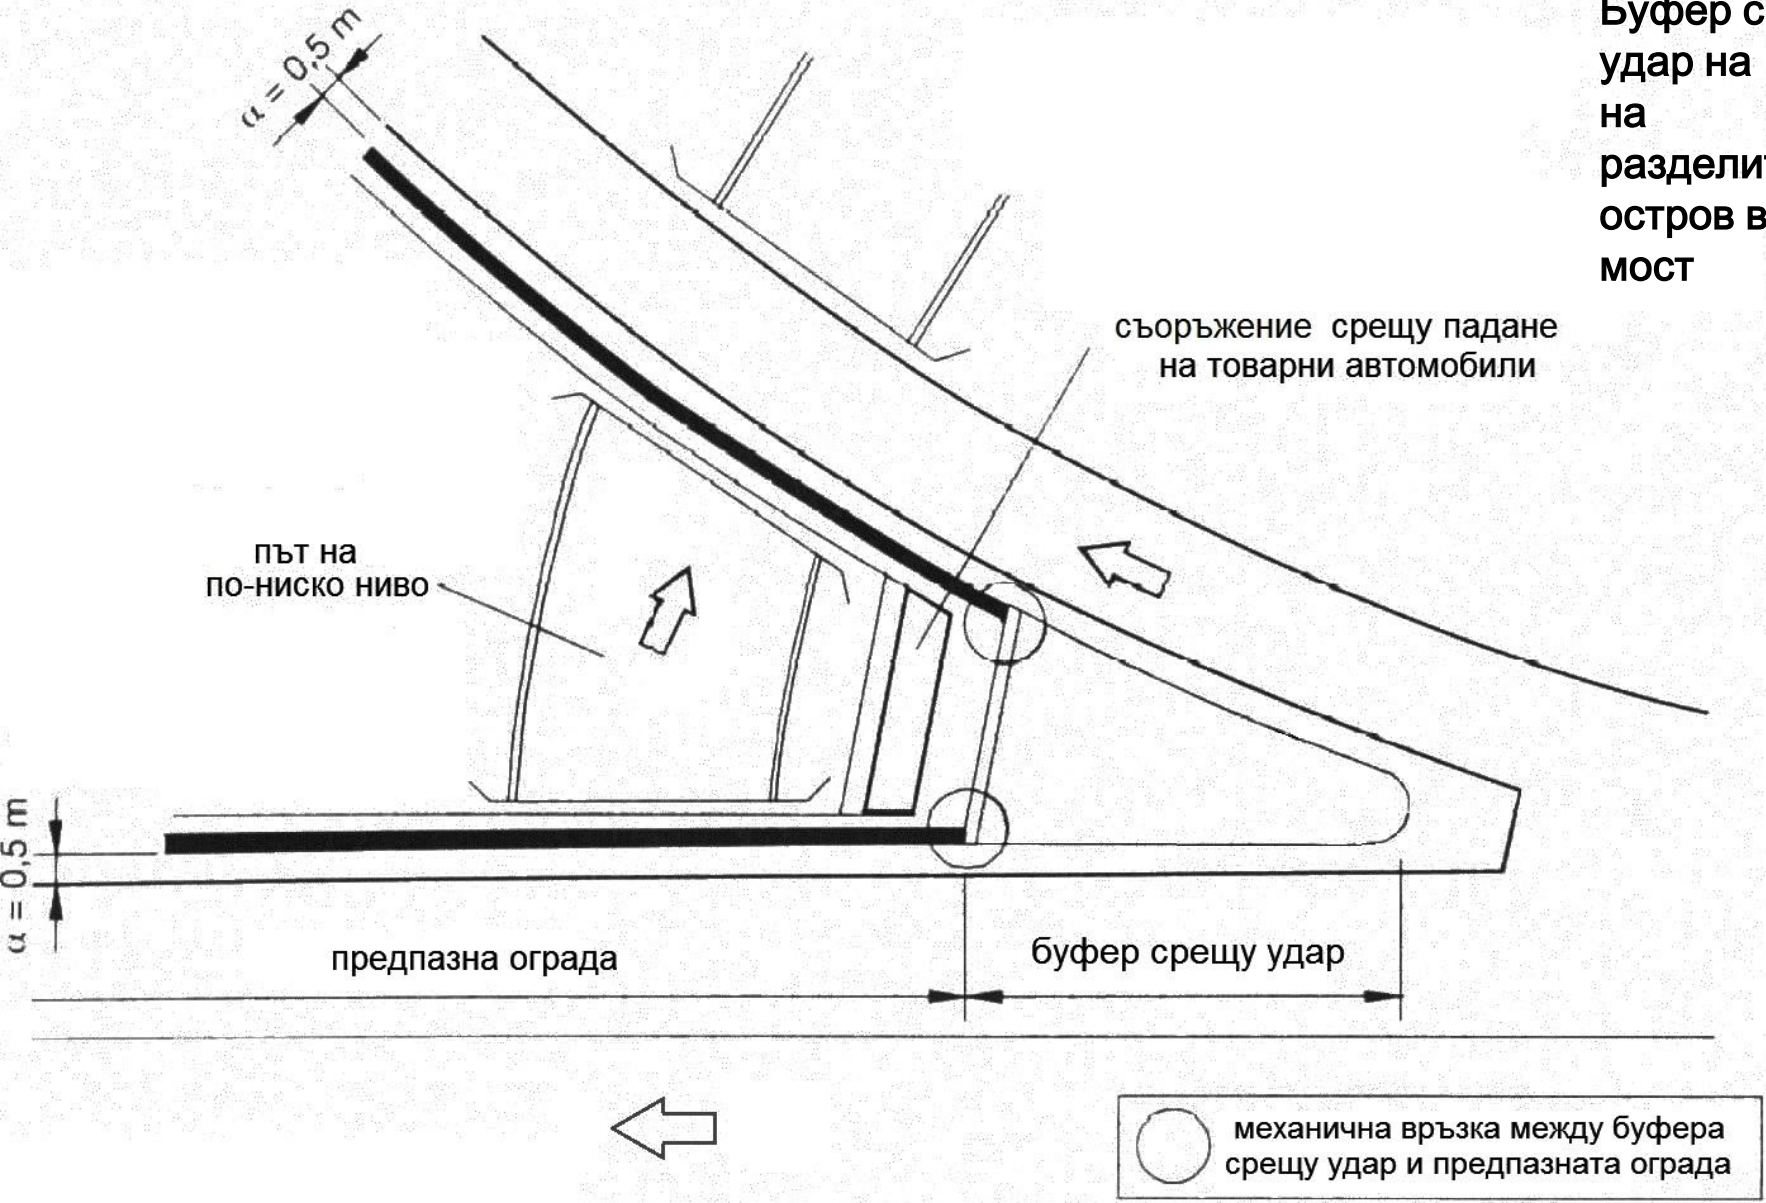 α = 0,5 m
Буфер с
удар на
на
разделит
остров в
мост
съоръжение срещу падане
на товарни автомобили
път на
по-ниско ниво
α = 0,5 m
предпазна ограда
буфер срещу удар
механична връзка между буфера
срещу удар и предпазната ограда